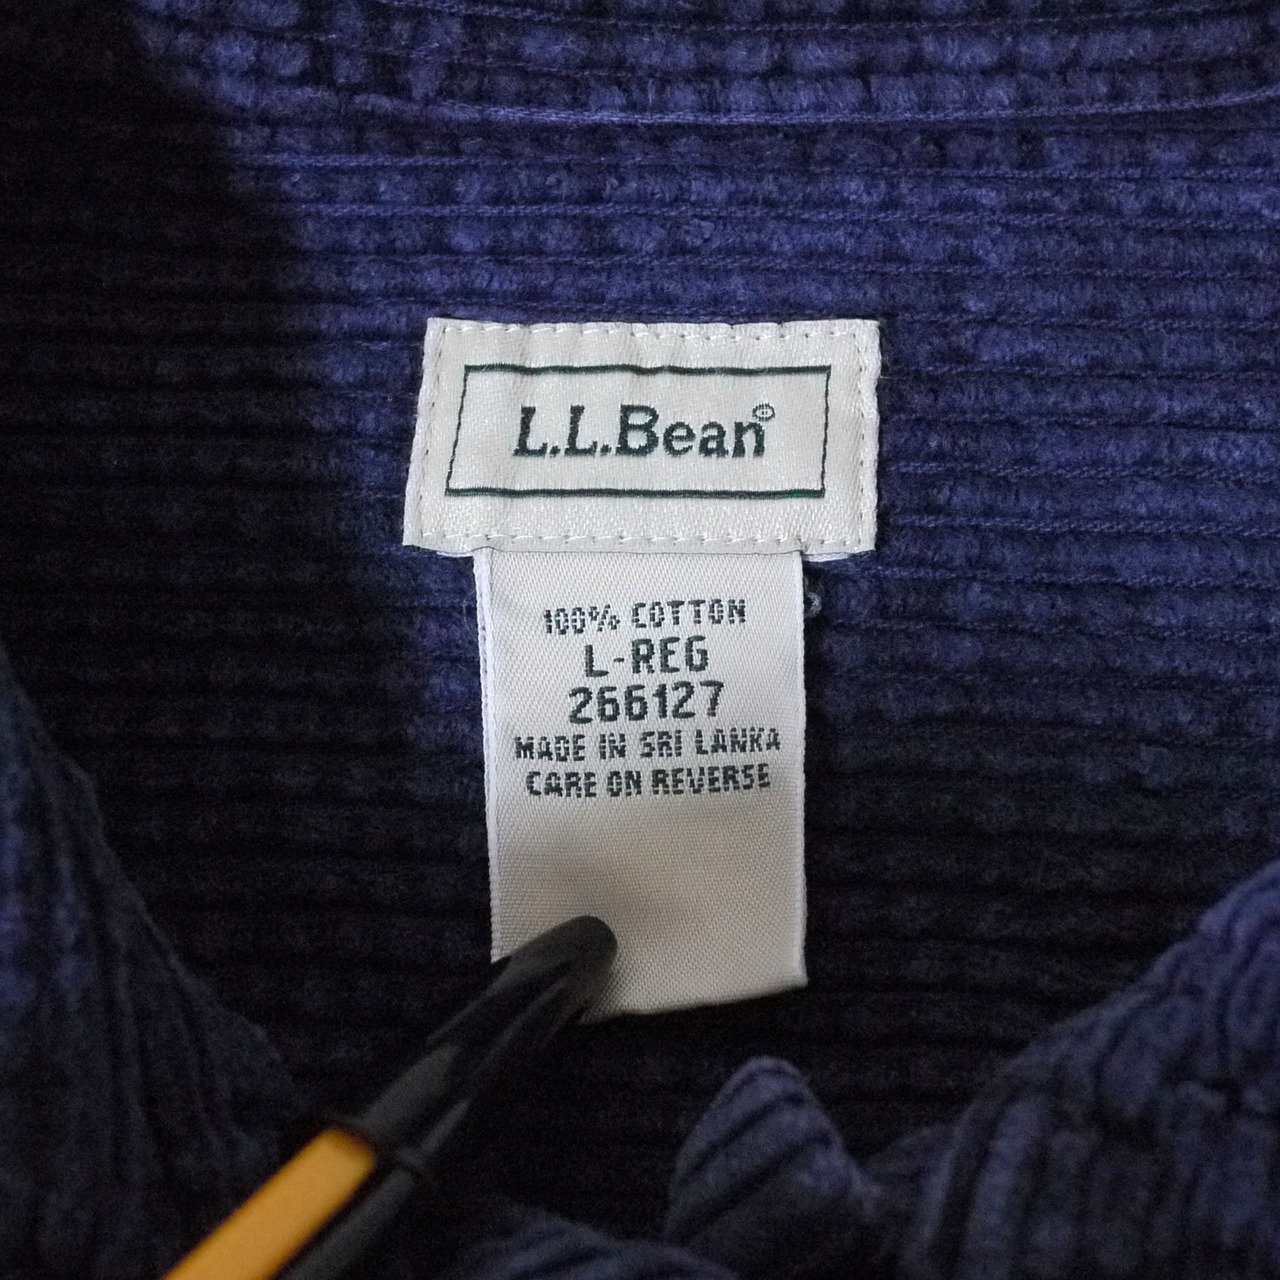 L.L.Bean®
100% COTTON
L-REG
266127
MADE IN SRI LANKA
CARE ON REVERSE